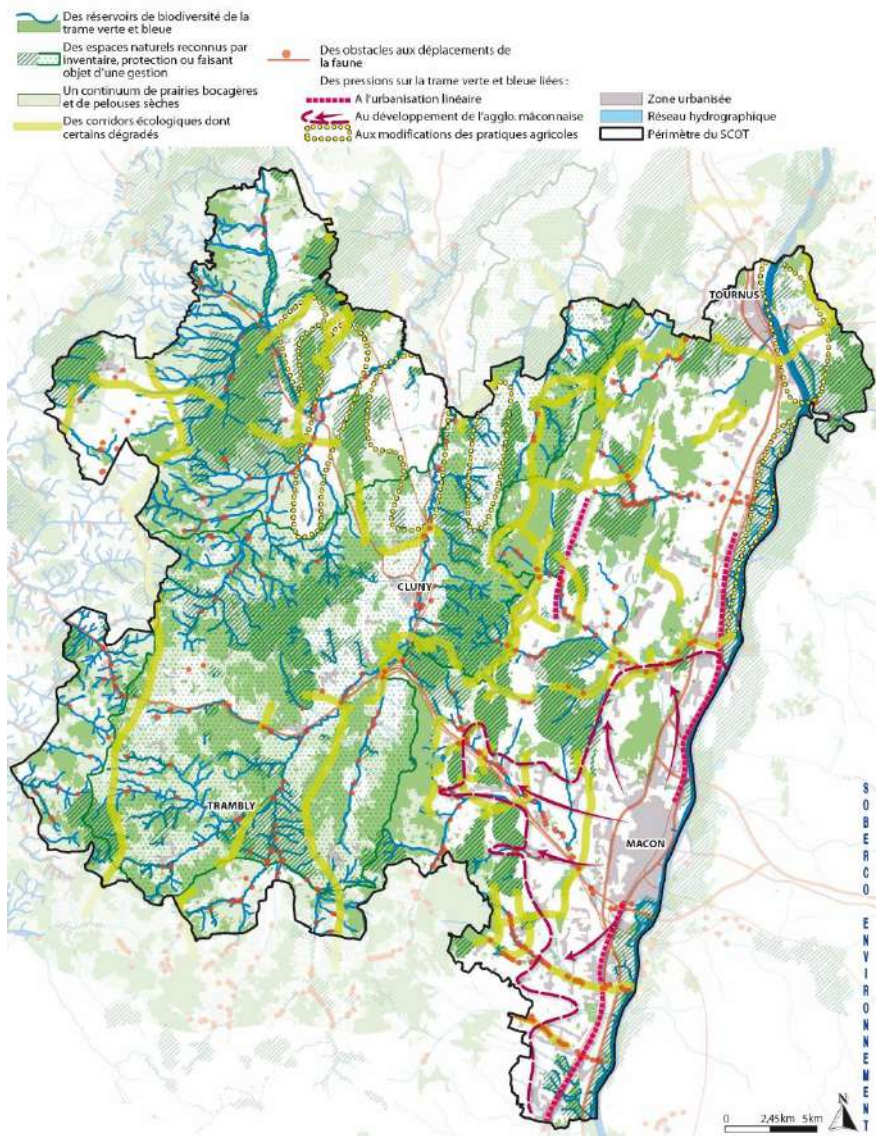 Des réservoirs de biodiversité de la
trame verte et bleue
Des espaces naturels reconnus par
inventaire, protection ou faisant
objet d'une gestion
Un continuum de prairies bocagères
et de pelouses sèches
Des corridors écologiques dont
certains dégradés
Des obstacles aux déplacements de
la faune
Des pressions sur la trame verte et bleue liées :
A l'urbanisation linéaire
Au développement de l'agglo. mâconnaise
Aux modifications des pratiques agricoles
Zone urbanisée
Réseau hydrographique
Périmètre du SCOT
TOURNUS
CLUNY
TRAMBLY
MACON
SOBERCO ENVIRONNEMENT
0 2,45km 5km
N